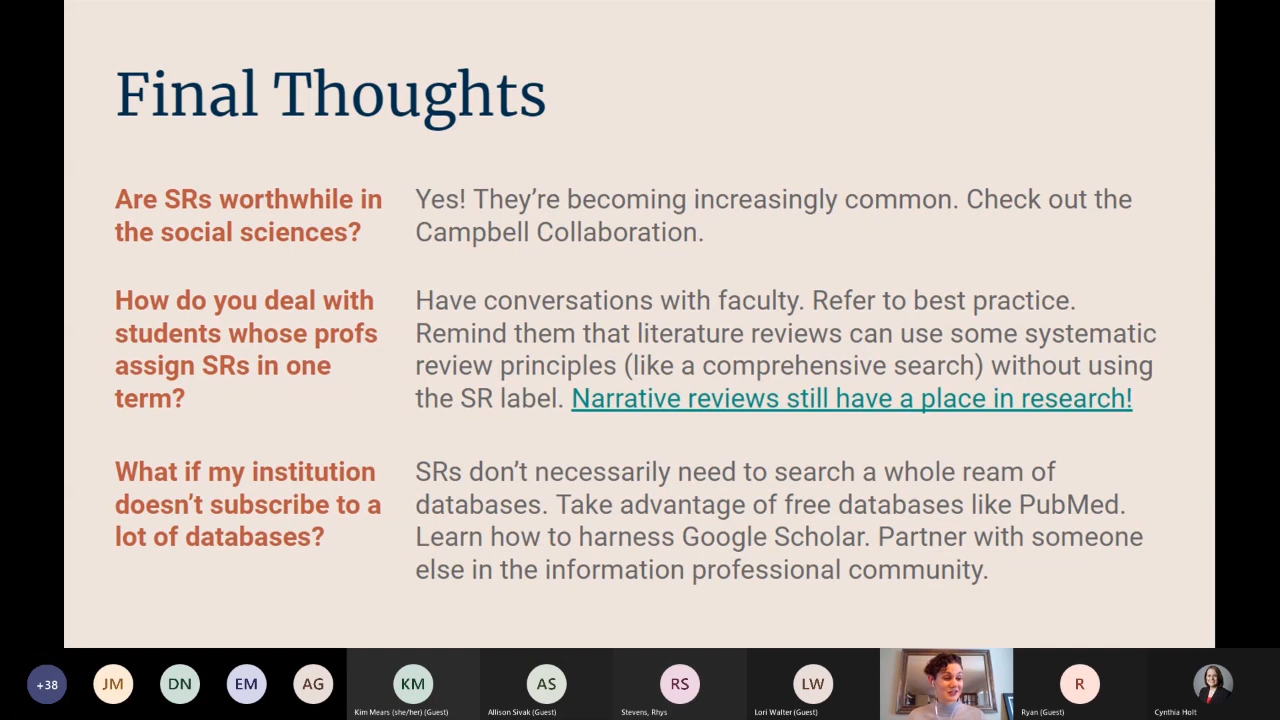 Final Thoughts
Are SRs worthwhile in
the social sciences?
Yes! They’re becoming increasingly common. Check out the
Campbell Collaboration.
How do you deal with
students whose profs
assign SRs in one
term?
Have conversations with faculty. Refer to best practice.
Remind them that literature reviews can use some systematic
review principles (like a comprehensive search) without using
the SR label. Narrative reviews still have a place in research!
What if my institution
doesn’t subscribe to a
lot of databases?
SRs don’t necessarily need to search a whole ream of
databases. Take advantage of free databases like PubMed.
Learn how to harness Google Scholar. Partner with someone
else in the information professional community.
+38
JM
DN
EM
AG
KM
Kim Mears (she/her) (Guest)
AS
Allison Sivak (Guest)
RS
Stevens, Rhys
LW
Lori Walter (Guest)
R
Ryan (Guest)
Cynthia Holt